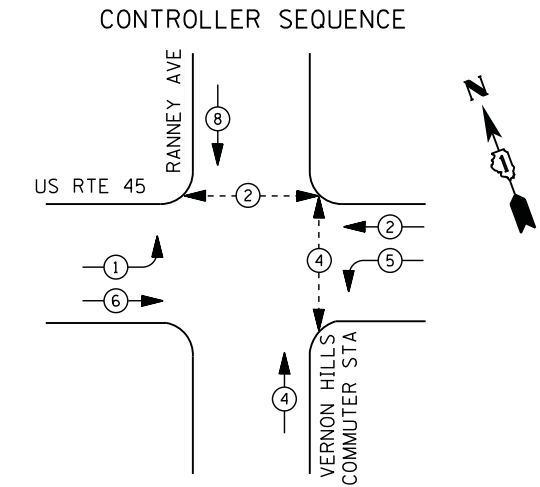 CONTROLLER SEQUENCE
RANNEY AVE
8
N
1
US RTE 45
2
2
1
4
5
6
4
VERNON HILLS
COMMUTER STA